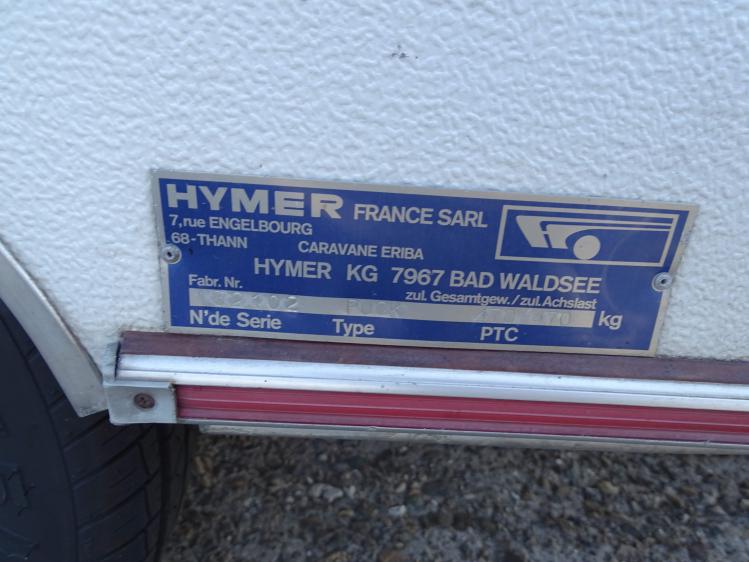 HYMER FRANCE SARL
7,rue ENGELBOURG
68-THANN CARAVANE ERIBA
HYMER KG 7967 BAD WALDSEE
Fabr. Nr. zul. Gesamtgew./zul. Achslast
PUCK kg
N'de Serie Type PTC